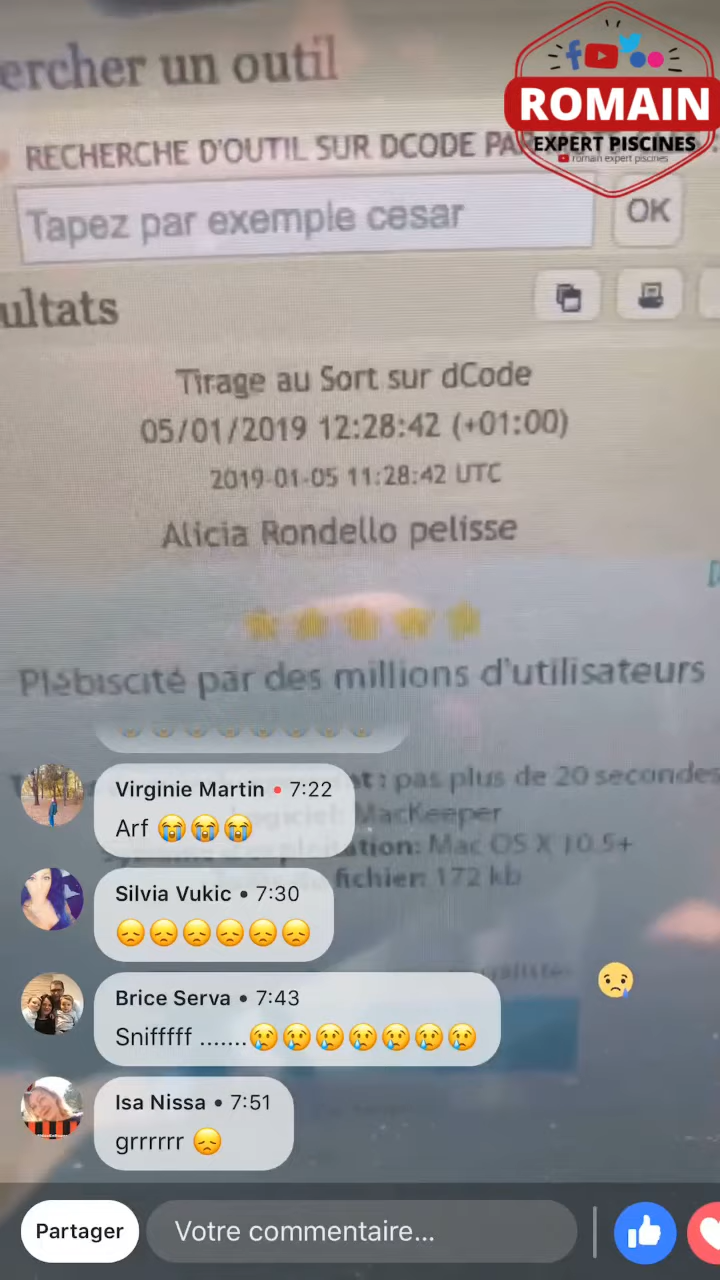 ercher un outil
ROMAIN
EXPERT PISCINES
romain expert piscines
RECHERCHE D'OUTIL SUR DCODE PAR
Tapez par exemple cesar
OK
ultats
Tirage au Sort sur dCode
05/01/2019 12:28:42 (+01:00)
2019-01-05 11:28:42 UTC
Alicia Rondello pelisse
Plébiscité par des millions d'utilisateurs
: pas plus de 20 secondes
MacKeeper
: Mac OS X 10.5+
fichier: 172 kb
Virginie Martin • 7:22
Arf 😭😭😭
Silvia Vukic • 7:30
😞😞😞😞😞😞
Brice Serva • 7:43
Snifffff .......😢😢😢😢😢😢😢
Isa Nissa • 7:51
grrrrrr 😞
Partager
Votre commentaire...